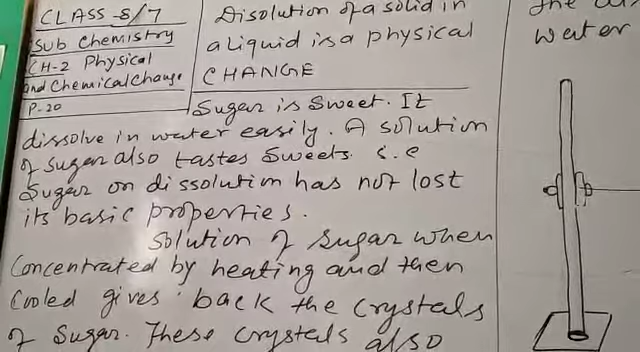 CLASS-8/7
Sub Chemistry
CH-2 Physical
and Chemical Change
P-20
Disolution of a solid in
a liquid is a physical
CHANGE
Sugar is Sweet. It
dissolve in water easily. A solution
of sugar also tastes Sweets i.e
Sugar on dissolution has not lost
its basic properties.
Solution of sugar when
Concentrated by heating and then
Cooled gives back the Crystals
of Sugar. These Crystals also
the
water